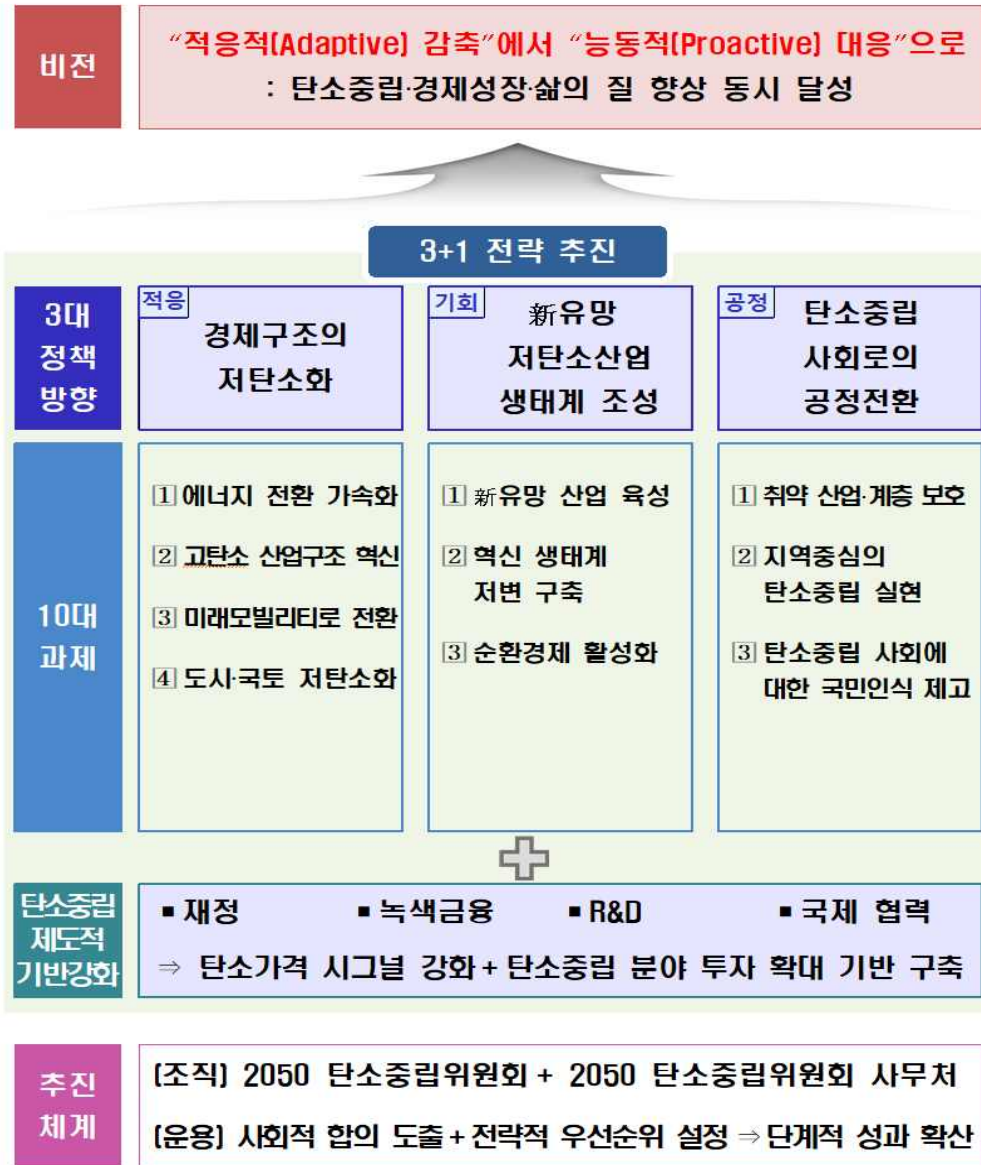 비전
“적응적(Adaptive) 감축”에서 “능동적(Proactive) 대응”으로
: 탄소중립·경제성장·삶의 질 향상 동시 달성
3+1 전략 추진
3대
정책
방향
적응
경제구조의
저탄소화
기회
新유망
저탄소산업
생태계 조성
공정
탄소중립
사회로의
공정전환
10대
과제
1 에너지 전환 가속화
2 고탄소 산업구조 혁신
3 미래모빌리티로 전환
4 도시·국토 저탄소화
1 新유망 산업 육성
2 혁신 생태계
저변 구축
3 순환경제 활성화
1 취약 산업·계층 보호
2 지역중심의
탄소중립 실현
3 탄소중립 사회에
대한 국민인식 제고
탄소중립
제도적
기반강화
▪ 재정 ▪ 녹색금융 ▪ R&D ▪ 국제 협력
⇒ 탄소가격 시그널 강화 + 탄소중립 분야 투자 확대 기반 구축
추진
체계
(조직) 2050 탄소중립위원회 + 2050 탄소중립위원회 사무처
(운용) 사회적 합의 도출 + 전략적 우선순위 설정 ⇒ 단계적 성과 확산